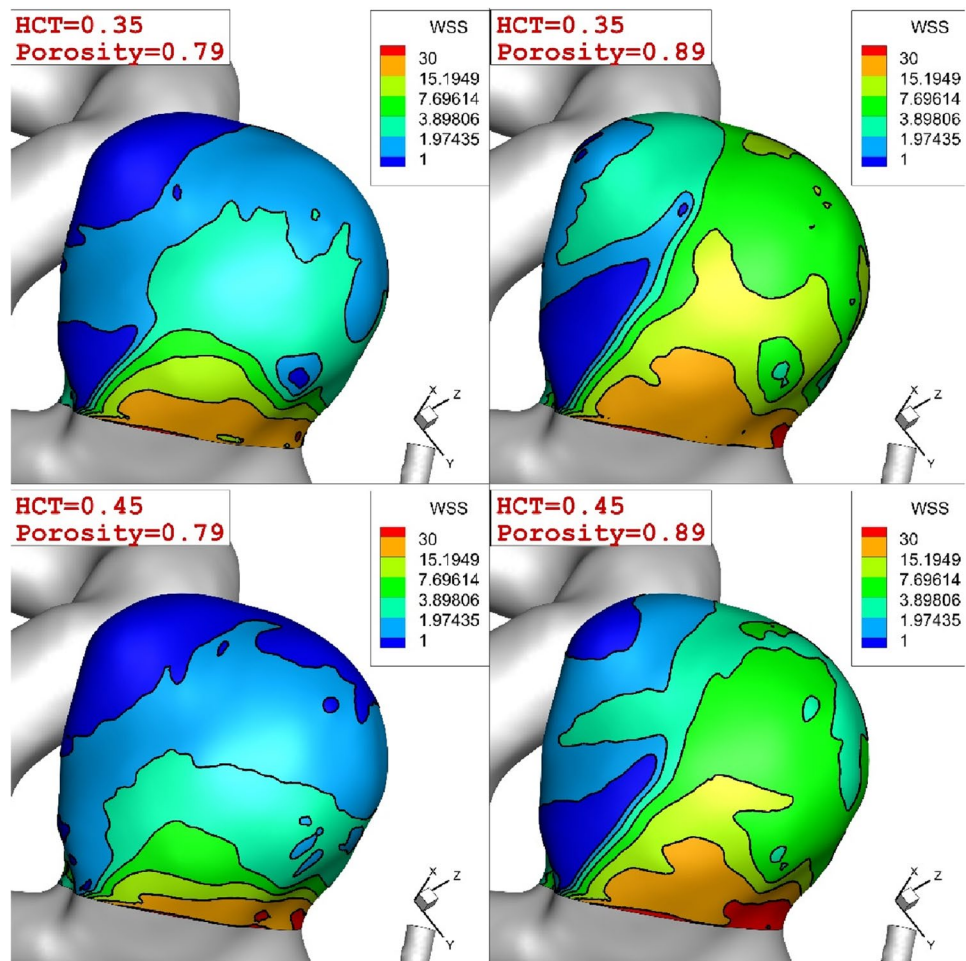 HCT=0.35
Porosity=0.79
WSS
30
15.1949
7.69614
3.89806
1.97435
1
X
Z
Y
HCT=0.35
Porosity=0.89
WSS
30
15.1949
7.69614
3.89806
1.97435
1
X
Z
Y
HCT=0.45
Porosity=0.79
WSS
30
15.1949
7.69614
3.89806
1.97435
1
X
Z
Y
HCT=0.45
Porosity=0.89
WSS
30
15.1949
7.69614
3.89806
1.97435
1
X
Z
Y